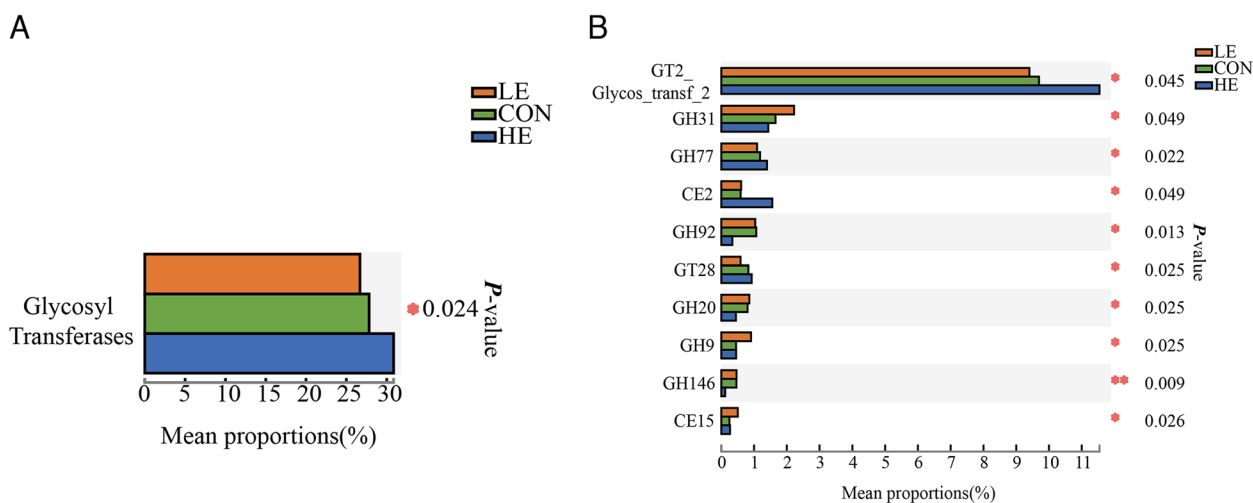 A
LE
CON
HE
Glycosyl
Transferases
0.024
P-value
0 5 10 15 20 25 30
Mean proportions(%)
B
LE
CON
HE
GT2_
Glycos_transf_2
0.045
GH31
0.049
GH77
0.022
CE2
0.049
GH92
0.013
GT28
0.025
GH20
0.025
GH9
0.025
GH146
0.009
CE15
0.026
P-value
0 1 2 3 4 5 6 7 8 9 10 11
Mean proportions(%)